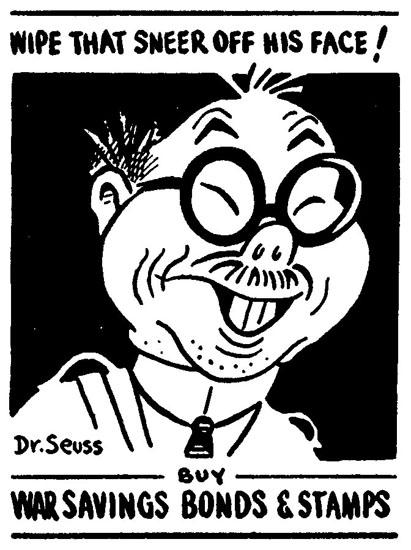 WIPE THAT SNEER OFF HIS FACE!
Dr. Seuss
BUY
WAR SAVINGS BONDS & STAMPS